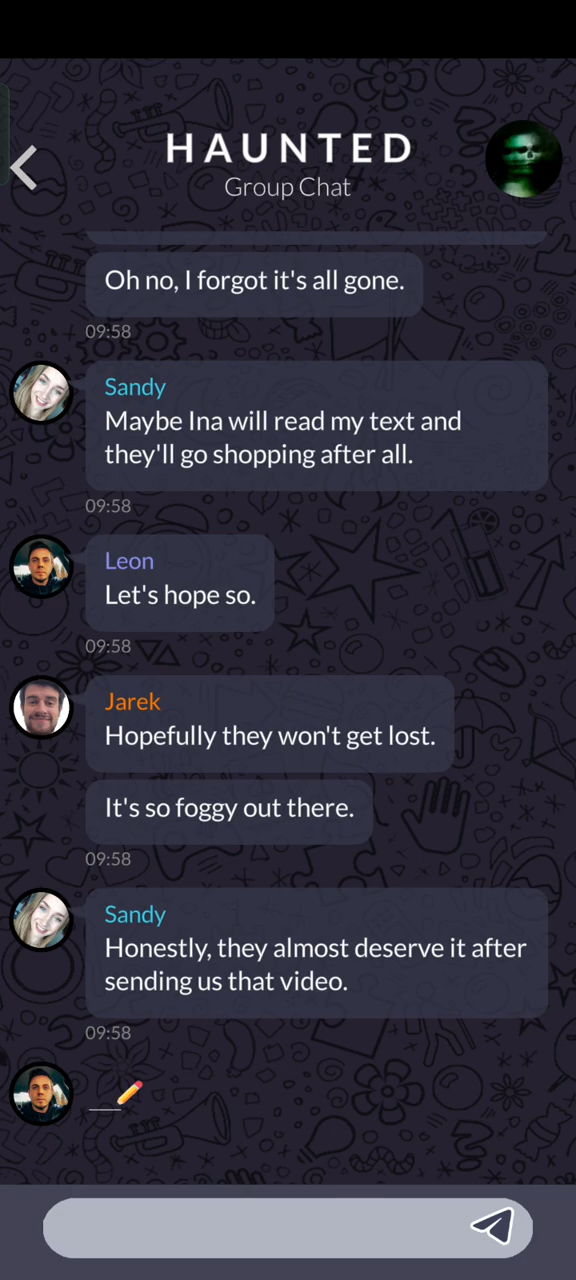 HAUNTED
Group Chat
Oh no, I forgot it's all gone.
09:58
Sandy
Maybe Ina will read my text and
they'll go shopping after all.
09:58
Leon
Let's hope so.
09:58
Jarek
Hopefully they won't get lost.
It's so foggy out there.
09:58
Sandy
Honestly, they almost deserve it after
sending us that video.
09:58